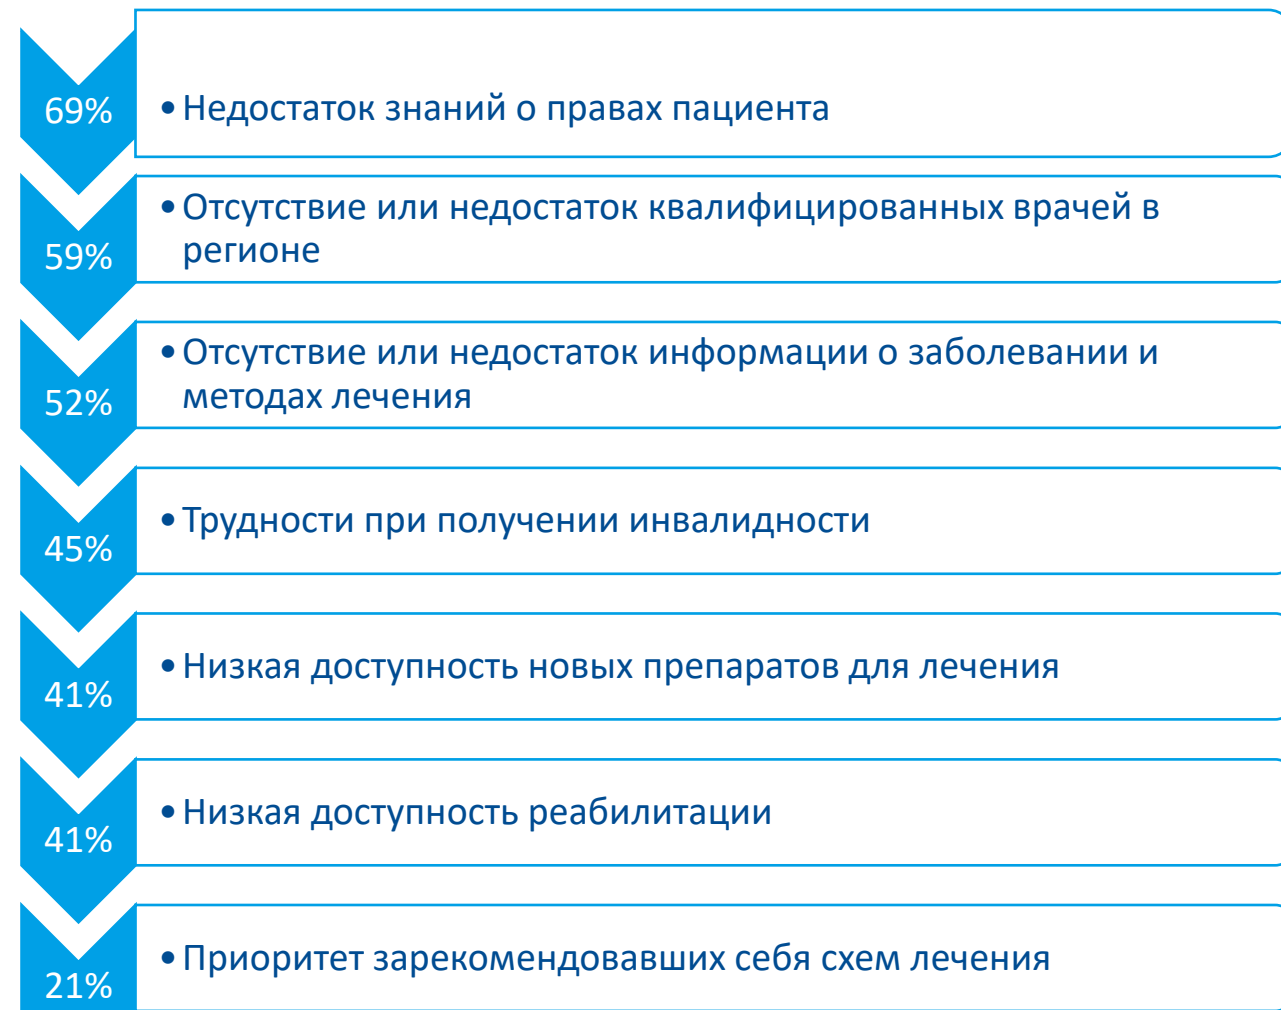 69%
• Недостаток знаний о правах пациента
59%
• Отсутствие или недостаток квалифицированных врачей в
регионе
52%
• Отсутствие или недостаток информации о заболевании и
методах лечения
45%
• Трудности при получении инвалидности
41%
• Низкая доступность новых препаратов для лечения
41%
• Низкая доступность реабилитации
21%
• Приоритет зарекомендовавших себя схем лечения